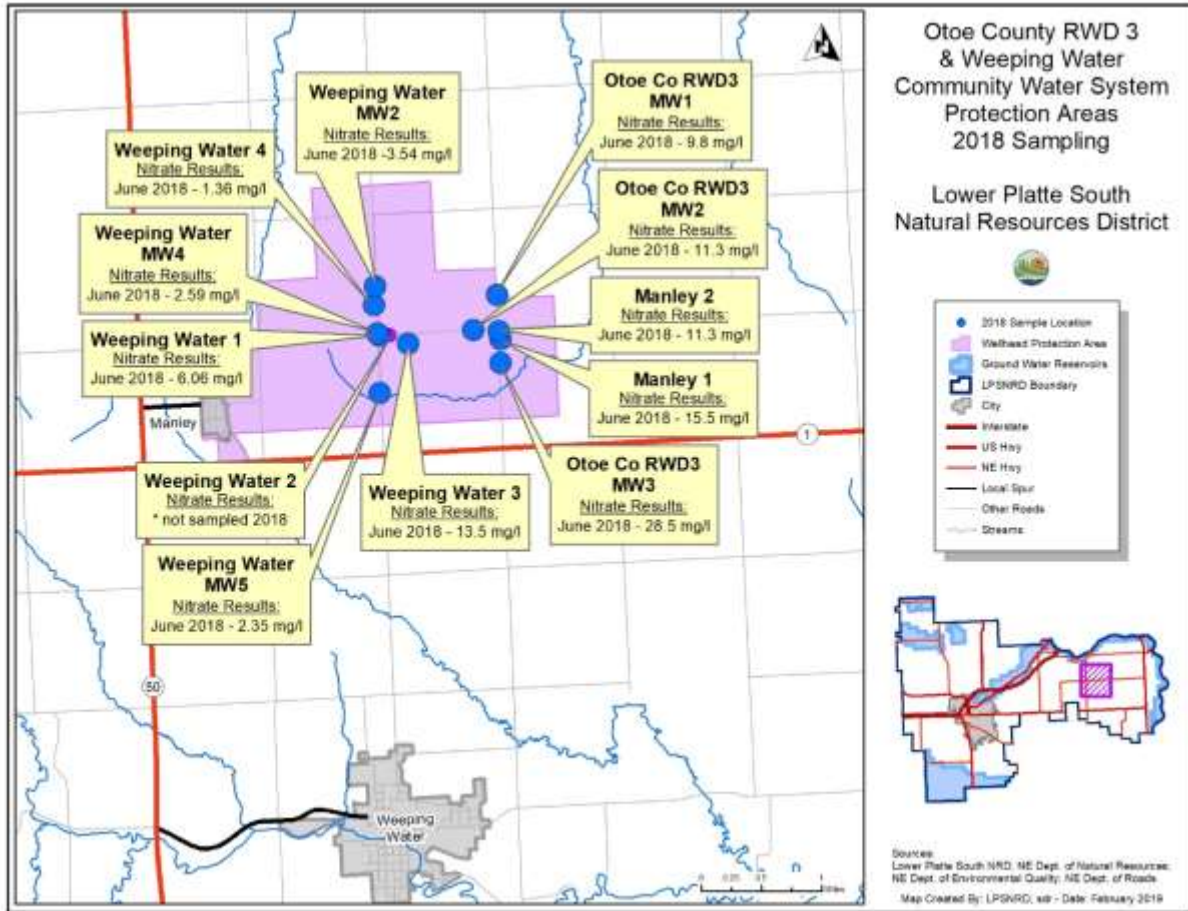 Otoe County RWD 3
& Weeping Water
Community Water System
Protection Areas
2018 Sampling
Lower Platte South
Natural Resources District
Weeping Water
MW2
Nitrate Results:
June 2018 -3.54 mg/l
Otoe Co RWD3
MW1
Nitrate Results:
June 2018 - 9.8 mg/l
Weeping Water 4
Nitrate Results:
June 2018 - 1.36 mg/l
Otoe Co RWD3
MW2
Nitrate Results:
June 2018 - 11.3 mg/l
Weeping Water
MW4
Nitrate Results:
June 2018 - 2.59 mg/l
Manley 2
Nitrate Results:
June 2018 - 11.3 mg/l
Weeping Water 1
Nitrate Results:
June 2018 - 6.06 mg/l
Manley 1
Nitrate Results:
June 2018 - 15.5 mg/l
Manley
1
Weeping Water 2
Nitrate Results:
* not sampled 2018
Weeping Water 3
Nitrate Results:
June 2018 - 13.5 mg/l
Otoe Co RWD3
MW3
Nitrate Results:
June 2018 - 28.5 mg/l
Weeping Water
MW5
Nitrate Results:
June 2018 - 2.35 mg/l
50
Weeping
Water
2018 Sample Location
Wellhead Protection Area
Ground Water Reservoirs
LPSNRD Boundary
City
Interstate
US Hwy
NE Hwy
Local Spur
Other Roads
Streams
Sources:
Lower Platte South NRD; NE Dept. of Natural Resources;
NE Dept. of Environmental Quality; NE Dept. of Roads
Map Created By: LPSNRD; sdr - Date: February 2019